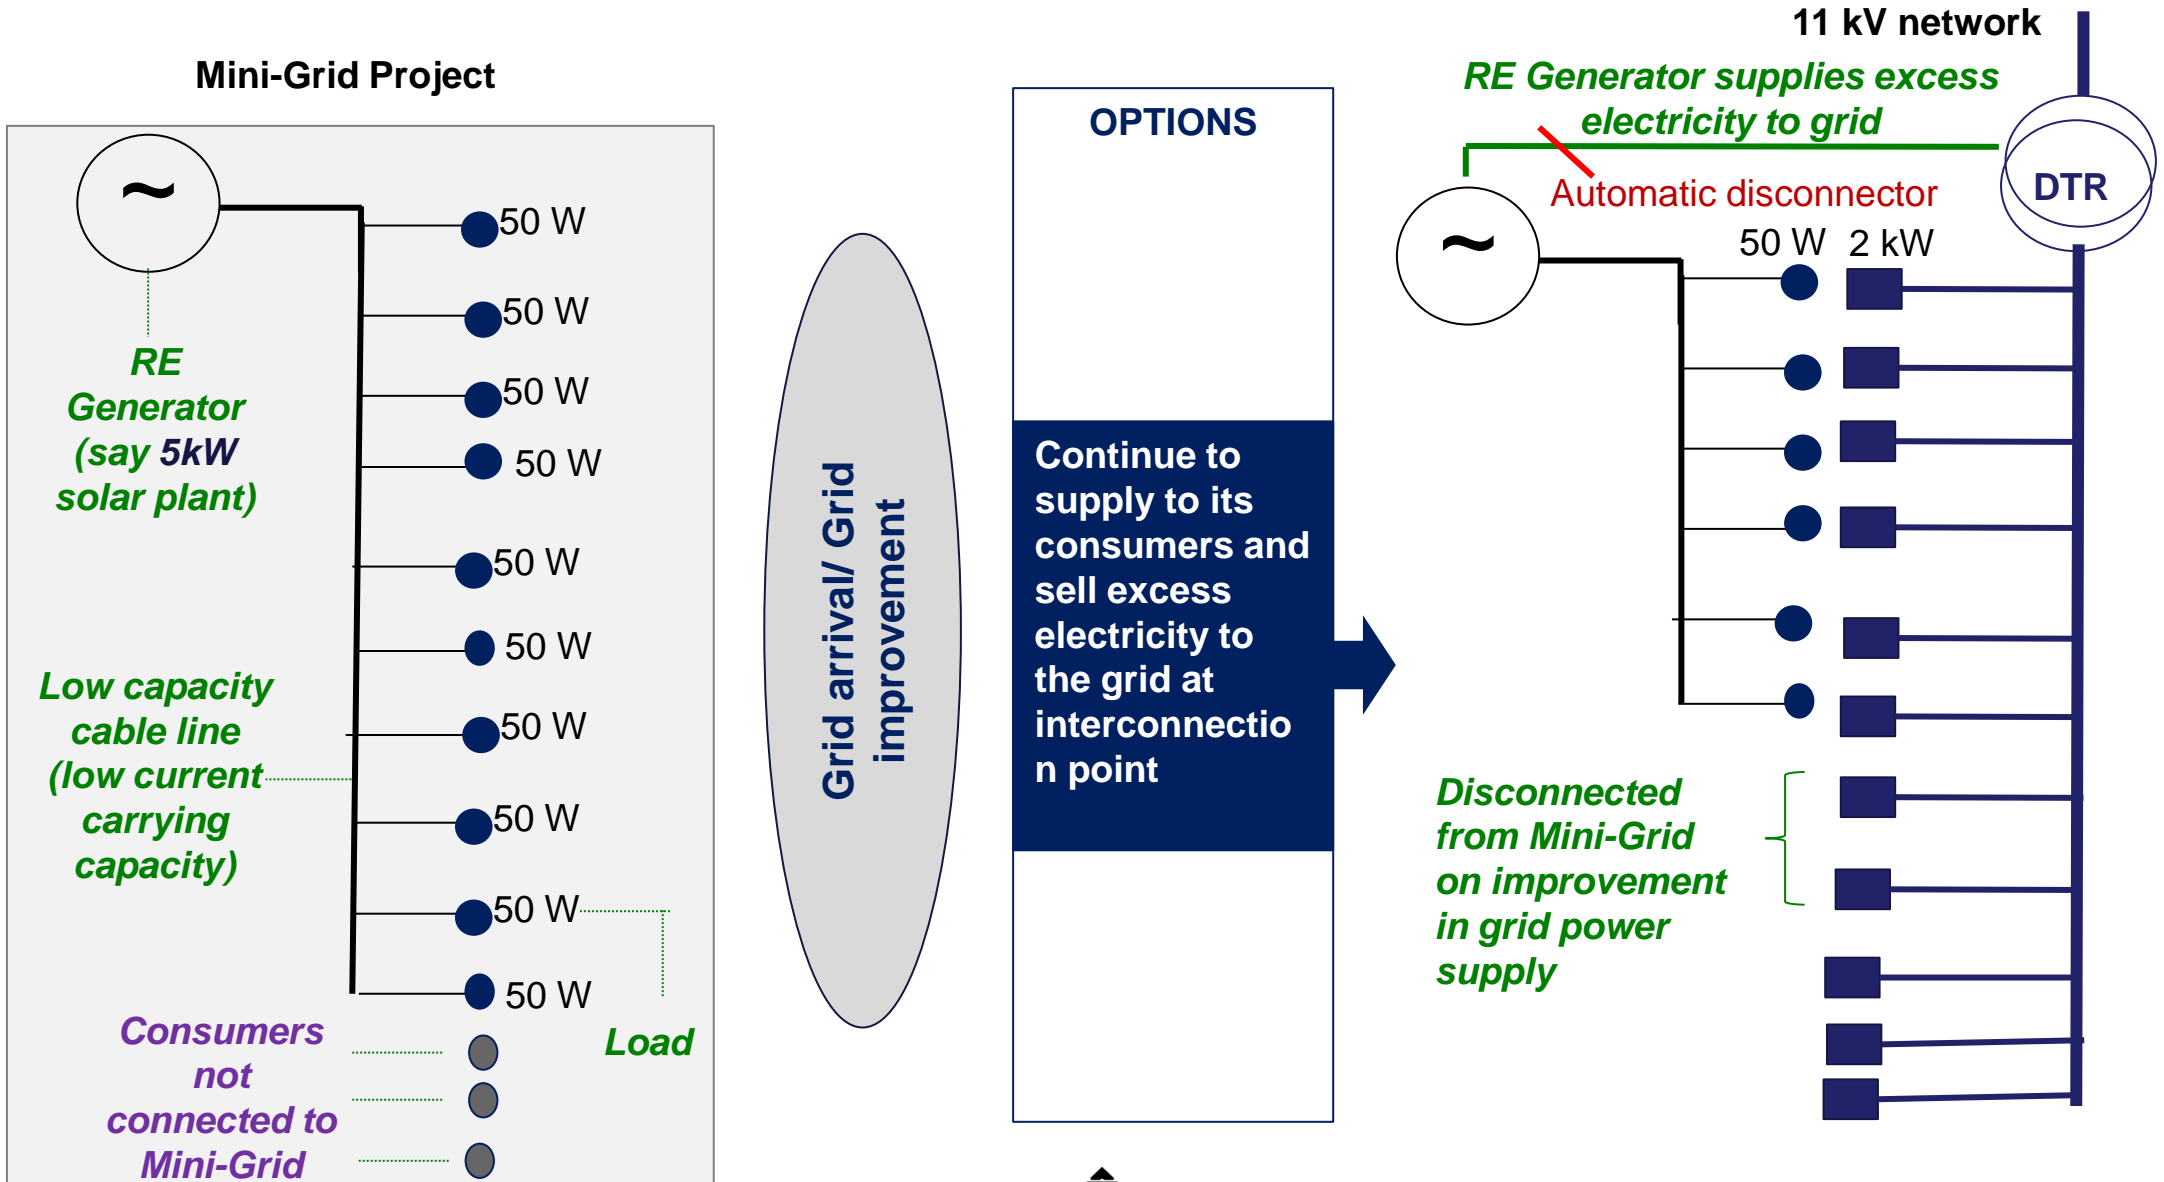 Mini-Grid Project
~
50 W
50 W
50 W
50 W
50 W
50 W
50 W
50 W
50 W
50 W
RE
Generator
(say 5kW
solar plant)
Low capacity
cable line
(low current
carrying
capacity)
Load
Consumers
not
connected to
Mini-Grid
Grid arrival/ Grid
improvement
OPTIONS
Continue to
supply to its
consumers and
sell excess
electricity to
the grid at
interconnectio
n point
11 kV network
RE Generator supplies excess
electricity to grid
Automatic disconnector
DTR
~
50 W 2 kW
Disconnected
from Mini-Grid
on improvement
in grid power
supply